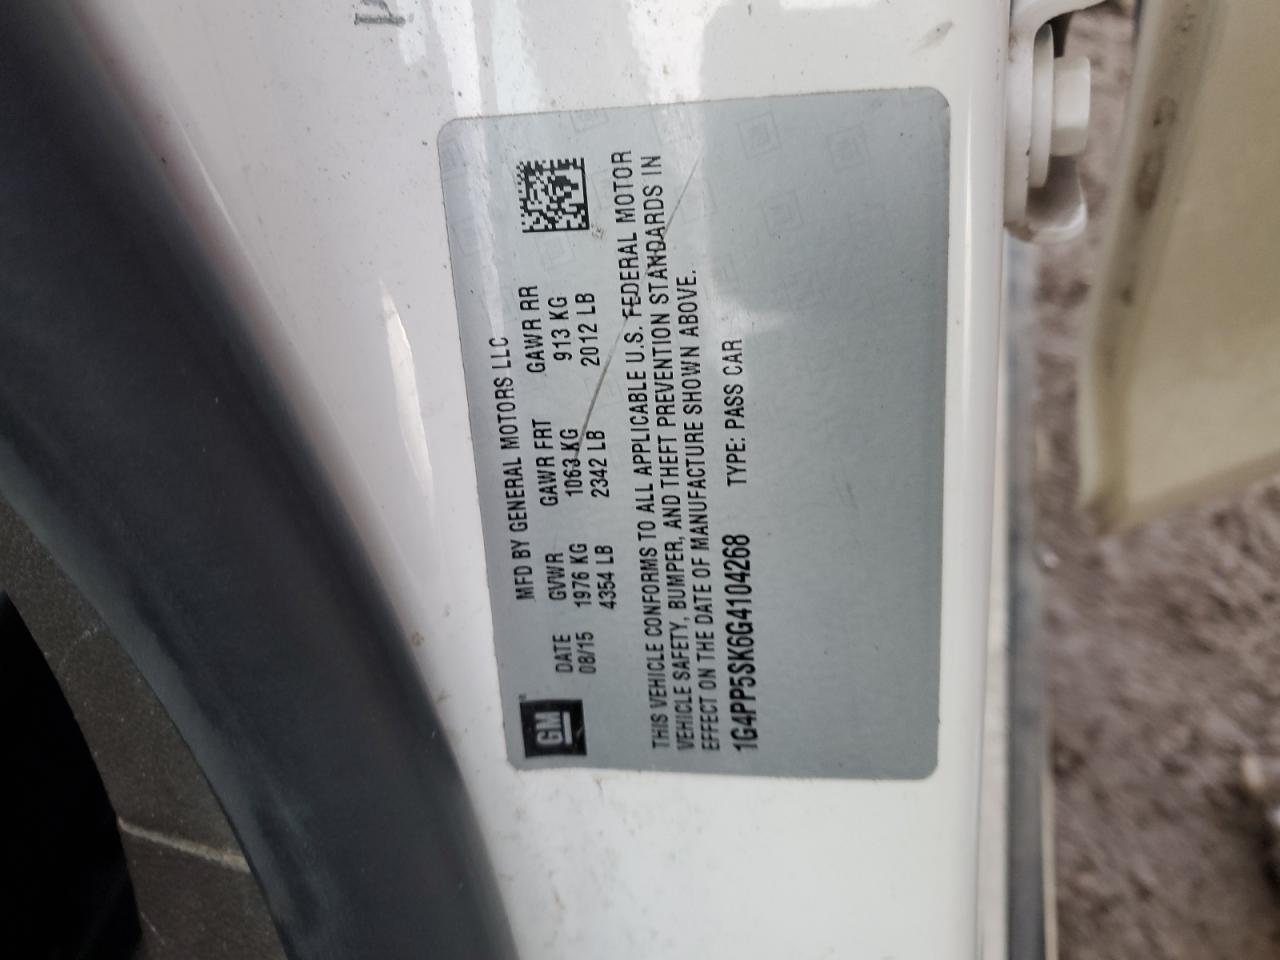 MFD BY GENERAL MOTORS LLC
GM
DATE GVWR GAWR FRT GAWR RR
08/15 1976 KG 1063 KG 913 KG
4354 LB 2342 LB 2012 LB
THIS VEHICLE CONFORMS TO ALL APPLICABLE U.S. FEDERAL MOTOR
VEHICLE SAFETY, BUMPER, AND THEFT PREVENTION STANDARDS IN
EFFECT ON THE DATE OF MANUFACTURE SHOWN ABOVE.
1G4PP5SK6G4104268 TYPE: PASS CAR